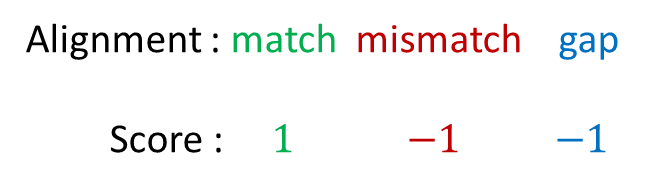 Alignment : match mismatch gap
Score : 1 −1 −1